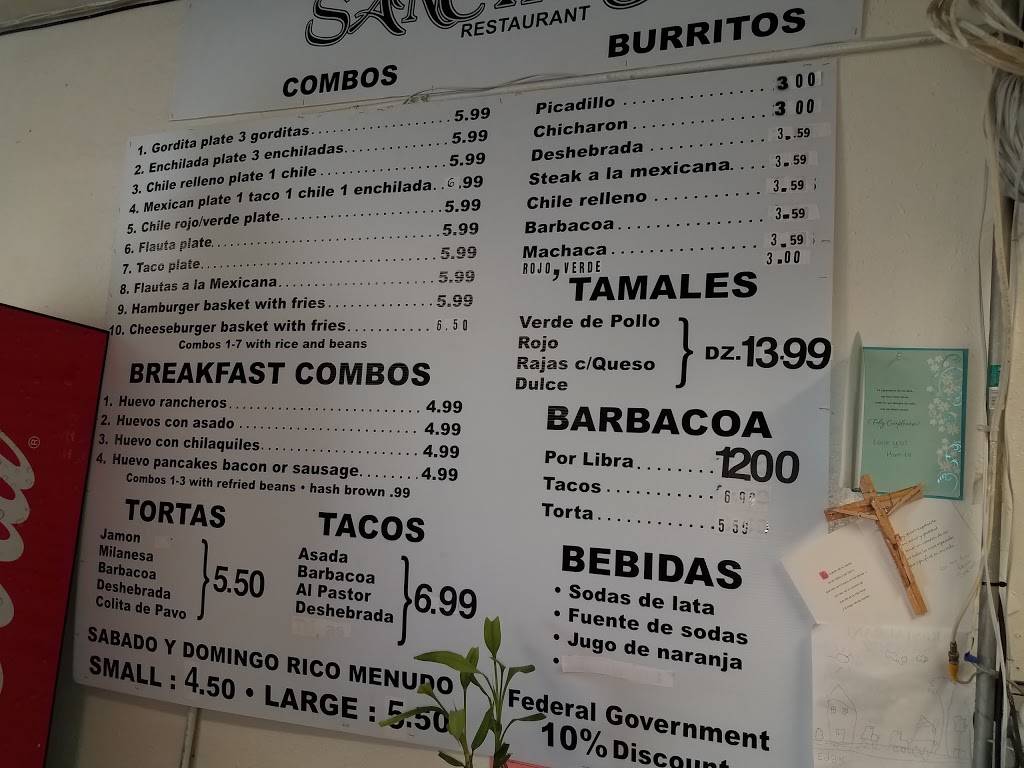 RESTAURANT
COMBOS
1. Gordita plate 3 gorditas 5.99
2. Enchilada plate 3 enchiladas 5.99
3. Chile relleno plate 1 chile 5.99
4. Mexican plate 1 taco 1 chile 1 enchilada 6.99
5. Chile rojo/verde plate 5.99
6. Flauta plate 5.99
7. Taco plate 5.99
8. Flautas a la Mexicana 5.99
9. Hamburger basket with fries 5.99
10. Cheeseburger basket with fries 6.50
Combos 1-7 with rice and beans
BREAKFAST COMBOS
1. Huevo rancheros 4.99
2. Huevos con asado 4.99
3. Huevo con chilaquiles 4.99
4. Huevo pancakes bacon or sausage 4.99
Combos 1-3 with refried beans • hash brown .99
TORTAS
Jamon
Milanesa
Barbacoa
Deshebrada
Colita de Pavo
5.50
TACOS
Asada
Barbacoa
Al Pastor
Deshebrada
6.99
SABADO Y DOMINGO RICO MENUDO
SMALL : 4.50 • LARGE : 5.50
BURRITOS
Picadillo 3 00
Chicharon 3 00
Deshebrada 3.59
Steak a la mexicana 3.59
Chile relleno 3.59
Barbacoa 3.59
Machaca 3.59
ROJO, VERDE 3.00
TAMALES
Verde de Pollo
Rojo
Rajas c/Queso
Dulce
DZ. 13.99
BARBACOA
Por Libra 1200
Tacos
Torta 5.59
BEBIDAS
• Sodas de lata
• Fuente de sodas
• Jugo de naranja
Federal Government
10% Discount